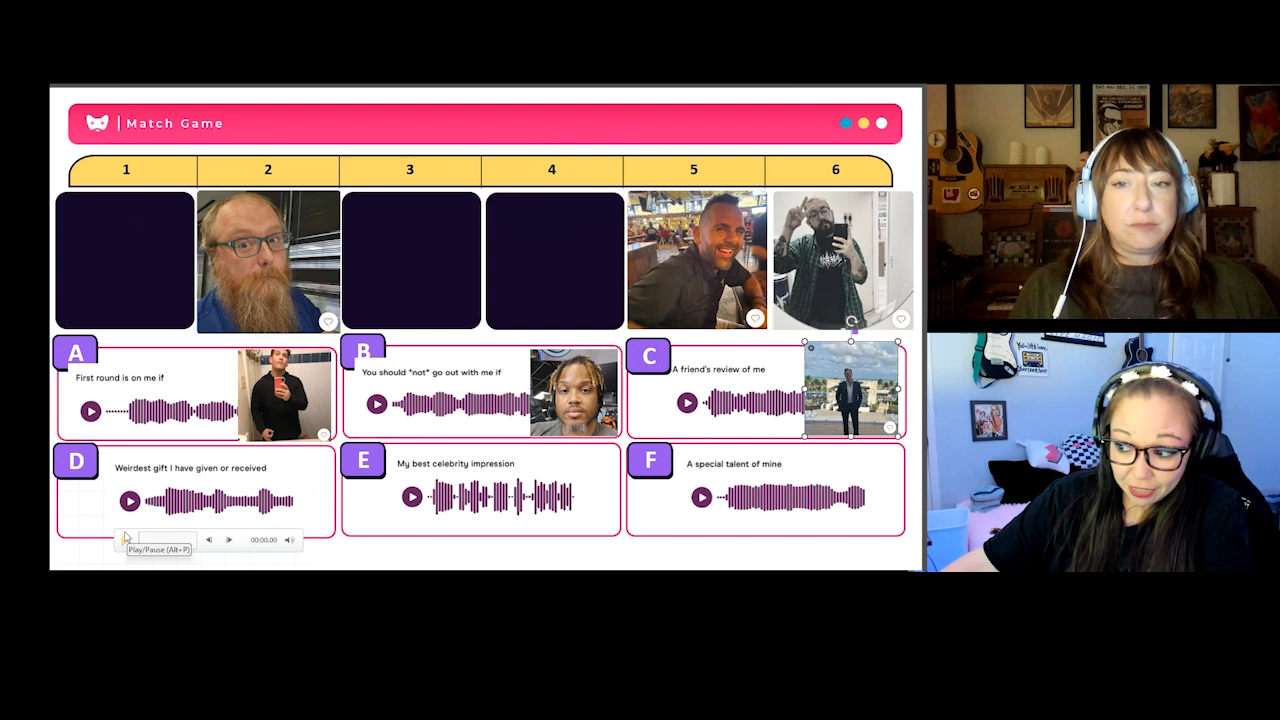 Match Game
1 2 3 4 5 6
A
First round is on me if
B
You should *not* go out with me if
C
A friend's review of me
D
Weirdest gift I have given or received
E
My best celebrity impression
F
A special talent of mine
00:00.00
Play/Pause (Alt+P)